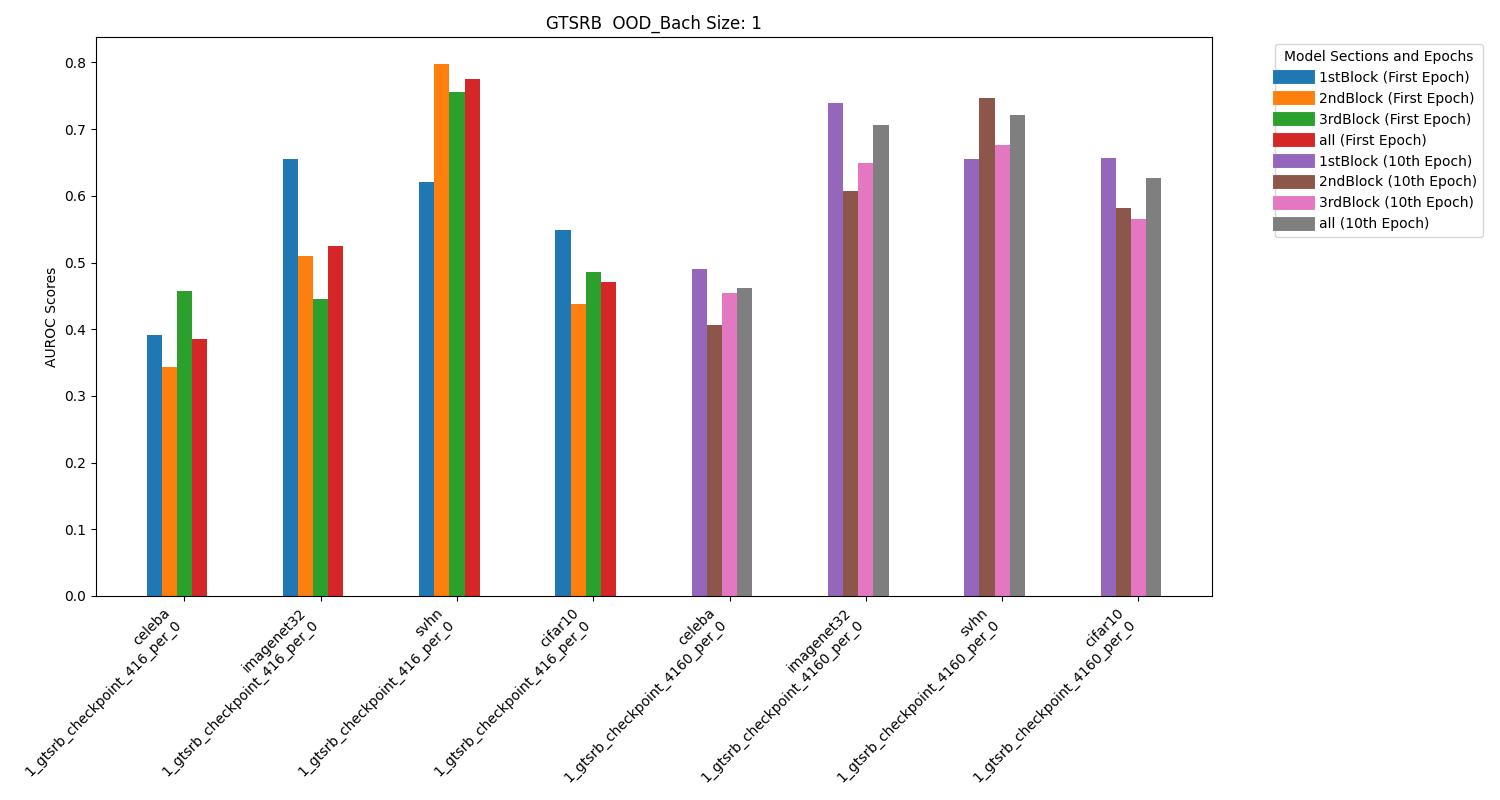 GTSRB  OOD_Bach Size: 1
AUROC Scores
0.8
0.7
0.6
0.5
0.4
0.3
0.2
0.1
0.0
celeba
1_gtsrb_checkpoint_416_per_0
imagenet32
1_gtsrb_checkpoint_416_per_0
svhn
1_gtsrb_checkpoint_416_per_0
cifar10
1_gtsrb_checkpoint_416_per_0
celeba
1_gtsrb_checkpoint_4160_per_0
imagenet32
1_gtsrb_checkpoint_4160_per_0
svhn
1_gtsrb_checkpoint_4160_per_0
cifar10
1_gtsrb_checkpoint_4160_per_0
Model Sections and Epochs
1stBlock (First Epoch)
2ndBlock (First Epoch)
3rdBlock (First Epoch)
all (First Epoch)
1stBlock (10th Epoch)
2ndBlock (10th Epoch)
3rdBlock (10th Epoch)
all (10th Epoch)